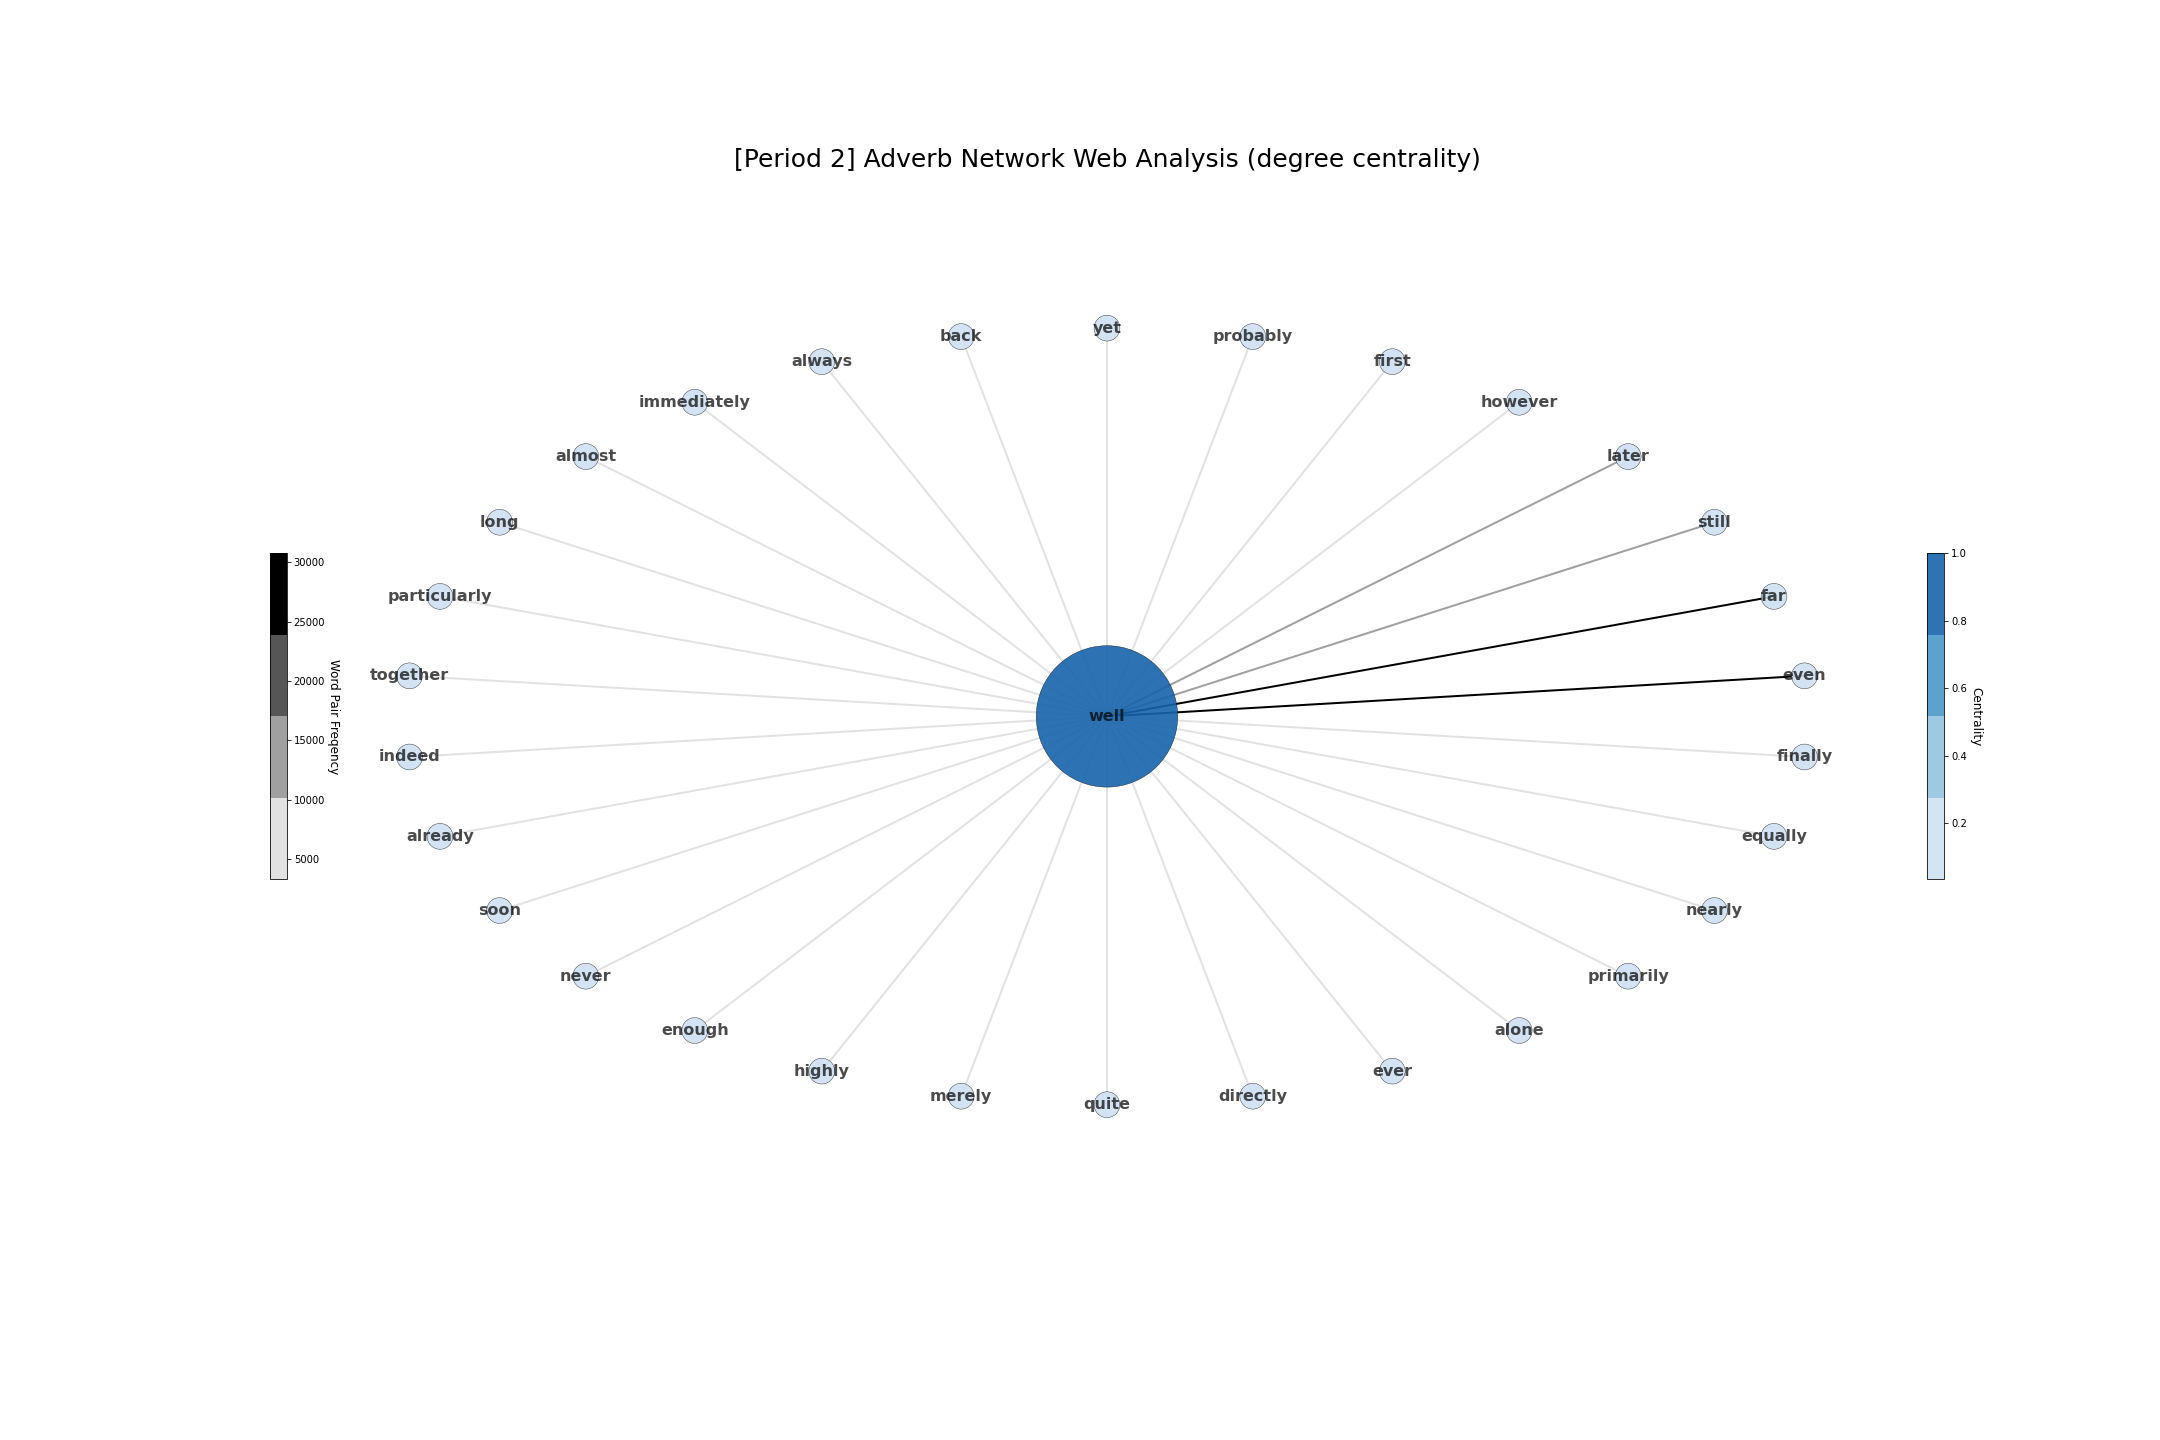 [Period 2] Adverb Network Web Analysis (degree centrality)
yet
back
probably
always
first
immediately
however
almost
later
long
still
particularly
far
together
even
well
indeed
finally
already
equally
soon
nearly
never
primarily
enough
alone
highly
ever
merely
directly
quite
30000
25000
20000
15000
10000
5000
Word Pair Freqency
1.0
0.8
0.6
0.4
0.2
Centrality